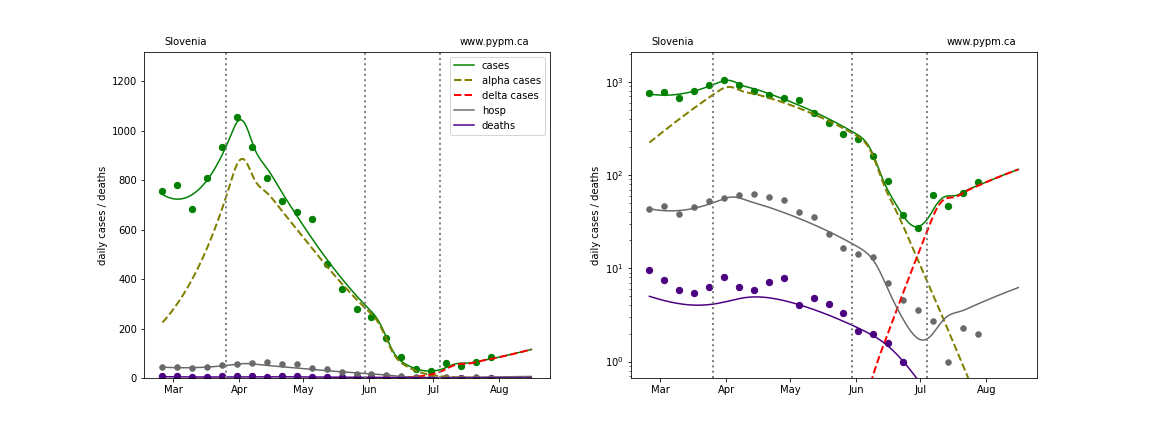 Slovenia www.pypm.ca
daily cases / deaths
1200
1000
800
600
400
200
0
Mar Apr May Jun Jul Aug
cases
alpha cases
delta cases
hosp
deaths
Slovenia www.pypm.ca
daily cases / deaths
10³
10²
10¹
10⁰
Mar Apr May Jun Jul Aug